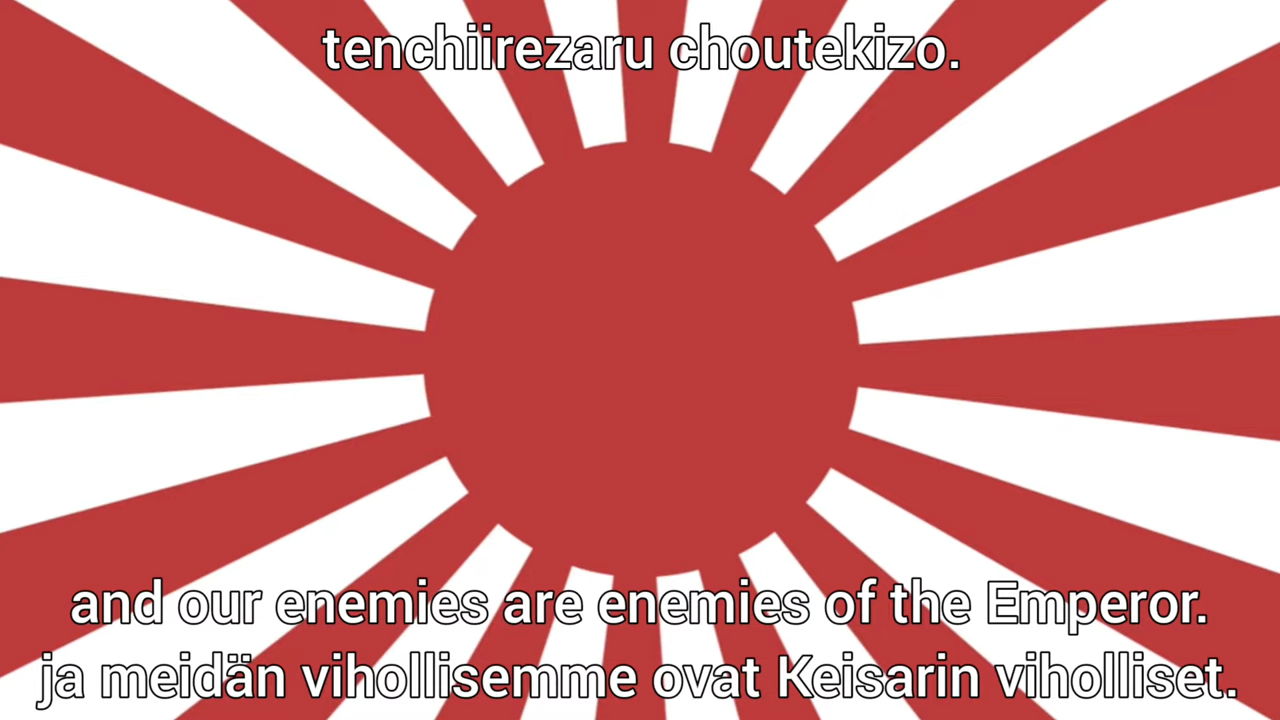 tenchiirezaru choutekizo.
and our enemies are enemies of the Emperor.
ja meidän vihollisemme ovat Keisarin viholliset.